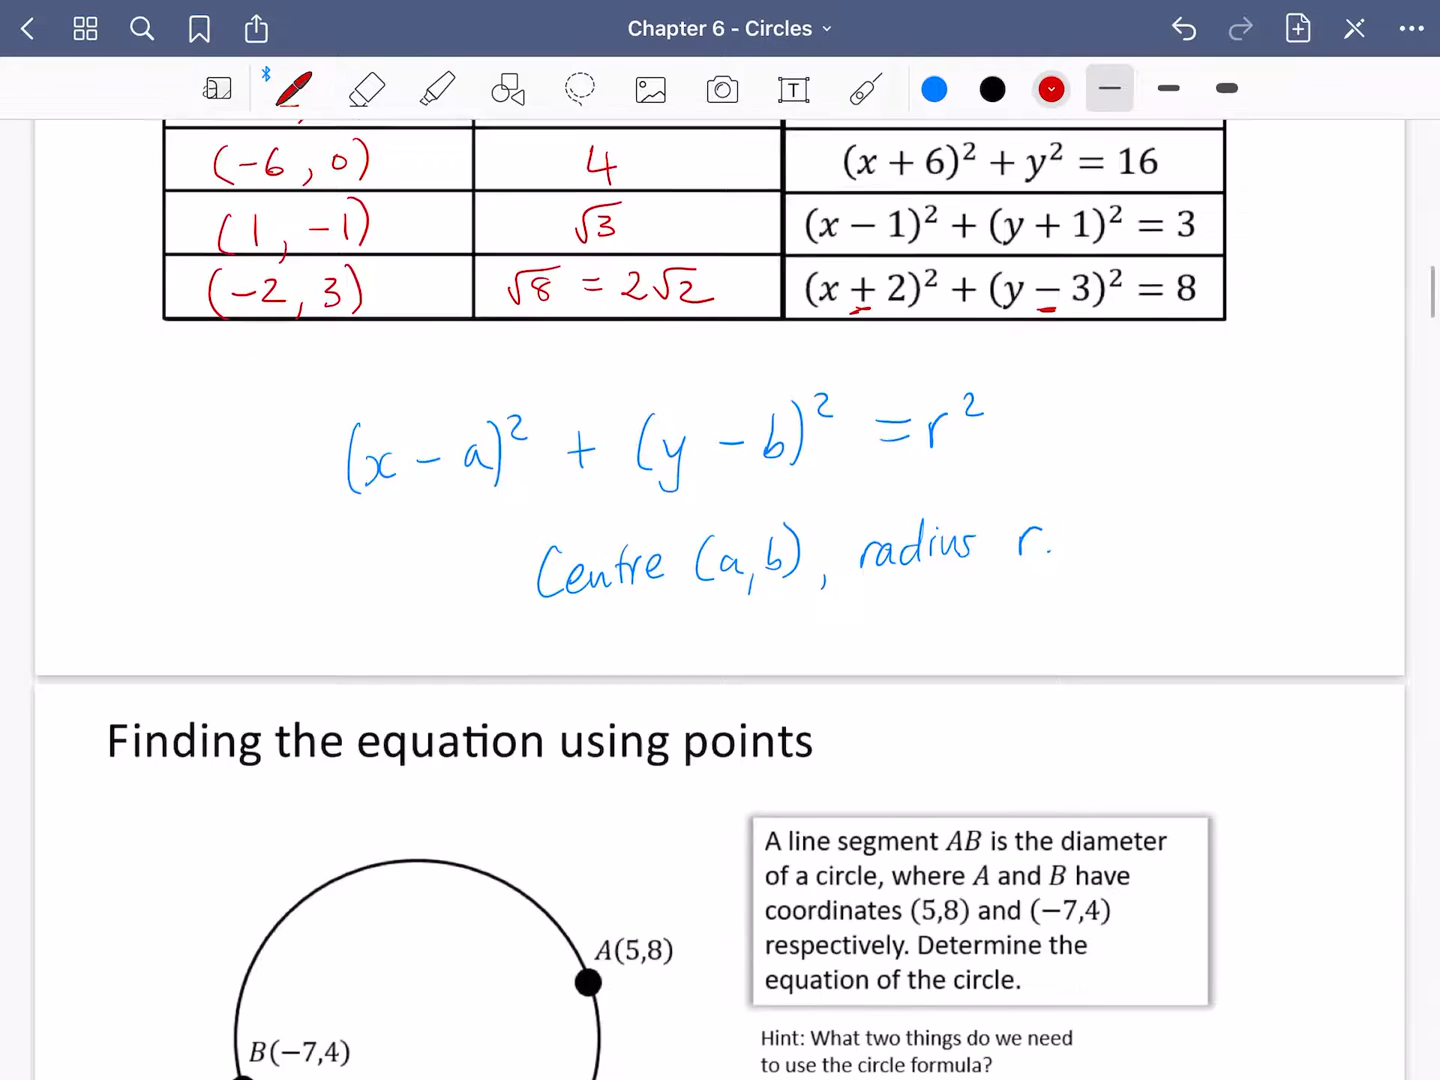 Chapter 6 - Circles
T
(-6, 0) 4 (x + 6)² + y² = 16
(1, -1) √3 (x − 1)² + (y + 1)² = 3
(-2, 3) √8 = 2√2 (x + 2)² + (y − 3)² = 8
(x - a)² + (y - b)² = r²
Centre (a,b), radius r.
Finding the equation using points
A line segment AB is the diameter
of a circle, where A and B have
coordinates (5,8) and (−7,4)
respectively. Determine the
equation of the circle.
A(5,8)
Hint: What two things do we need
to use the circle formula?
B(−7,4)